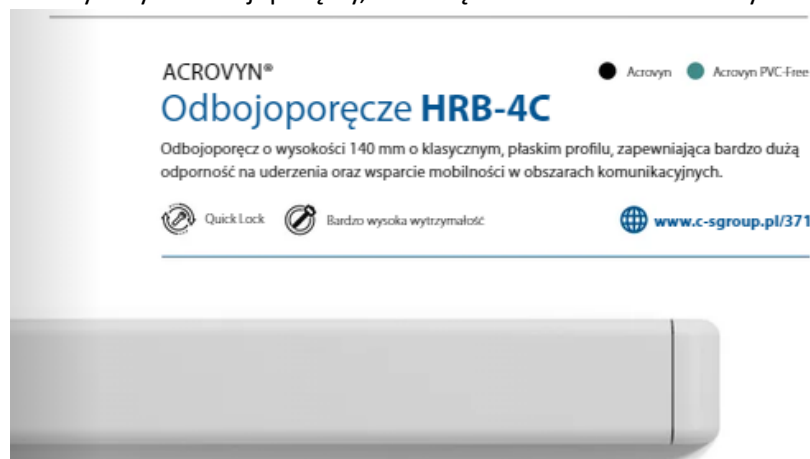 ACROVYN®
Acrovyn Acrovyn PVC-Free
Odbojoporęcze HRB-4C
Odbojoporęcz o wysokości 140 mm o klasycznym, płaskim profilu, zapewniająca bardzo dużą
odporność na uderzenia oraz wsparcie mobilności w obszarach komunikacyjnych.
Quick Lock Bardzo wysoka wytrzymałość www.c-sgroup.pl/371